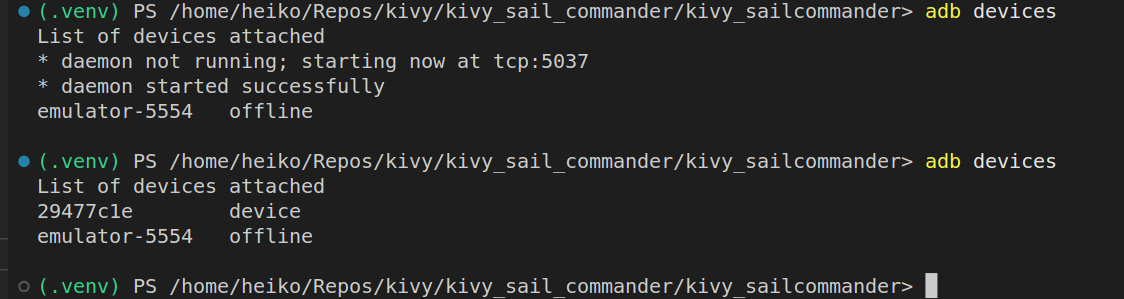 (.venv) PS /home/heiko/Repos/kivy/kivy_sail_commander/kivy_sailcommander> adb devices
List of devices attached
* daemon not running; starting now at tcp:5037
* daemon started successfully
emulator-5554   offline
(.venv) PS /home/heiko/Repos/kivy/kivy_sail_commander/kivy_sailcommander> adb devices
List of devices attached
29477c1e        device
emulator-5554   offline
(.venv) PS /home/heiko/Repos/kivy/kivy_sail_commander/kivy_sailcommander>